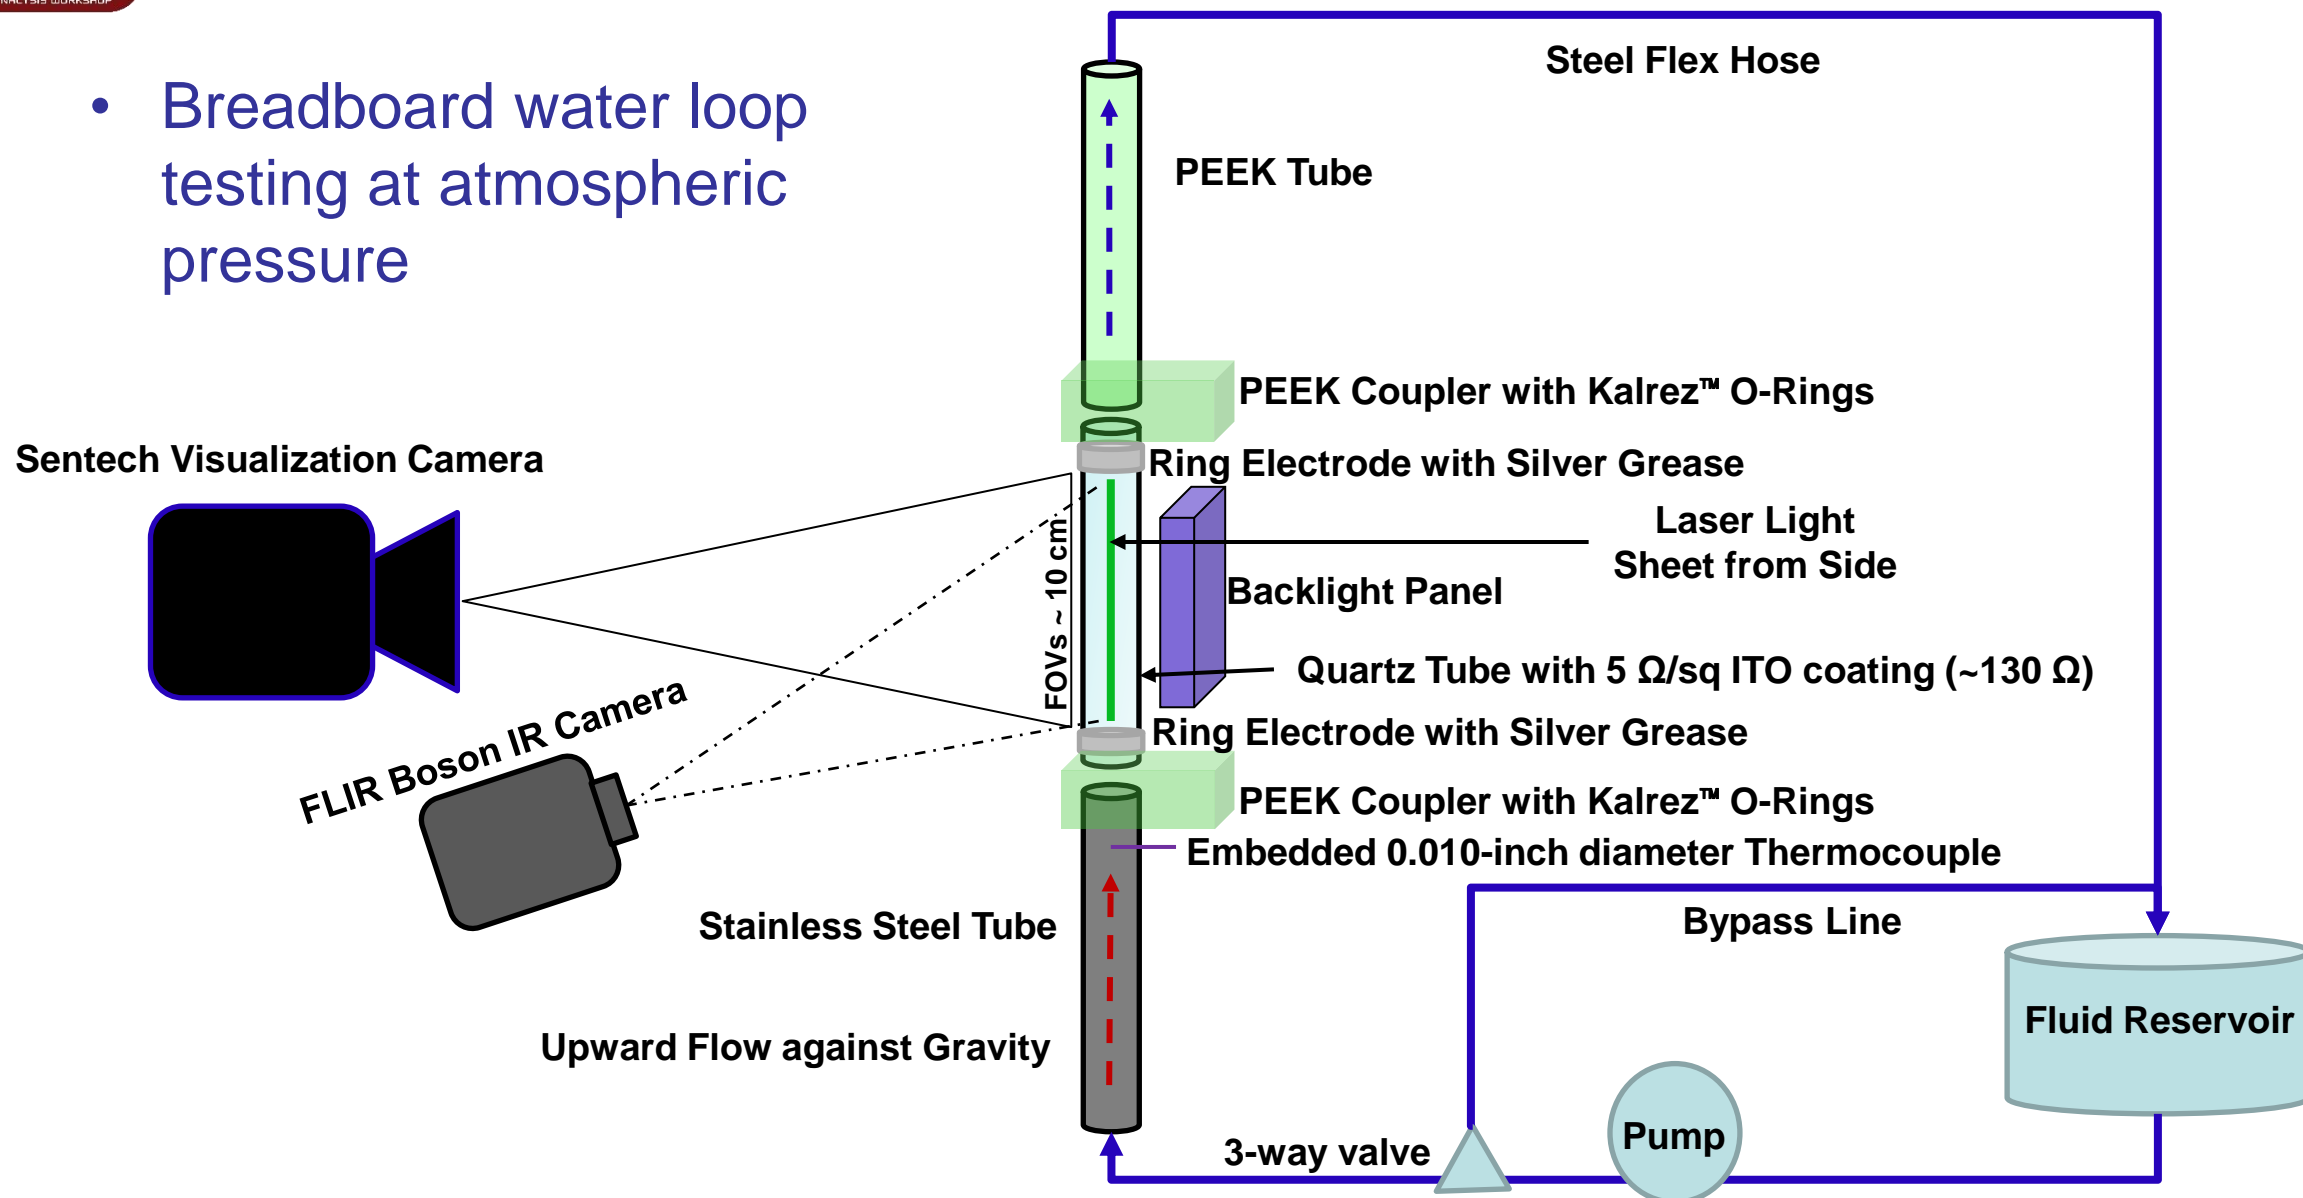 ANALYSIS WORKSHOP
• Breadboard water loop
testing at atmospheric
pressure
Steel Flex Hose
PEEK Tube
PEEK Coupler with Kalrez™ O-Rings
Sentech Visualization Camera
Ring Electrode with Silver Grease
Laser Light
Sheet from Side
FOVs ~ 10 cm
Backlight Panel
Quartz Tube with 5 Ω/sq ITO coating (~130 Ω)
FLIR Boson IR Camera
Ring Electrode with Silver Grease
PEEK Coupler with Kalrez™ O-Rings
Embedded 0.010-inch diameter Thermocouple
Stainless Steel Tube
Bypass Line
Fluid Reservoir
Upward Flow against Gravity
Pump
3-way valve